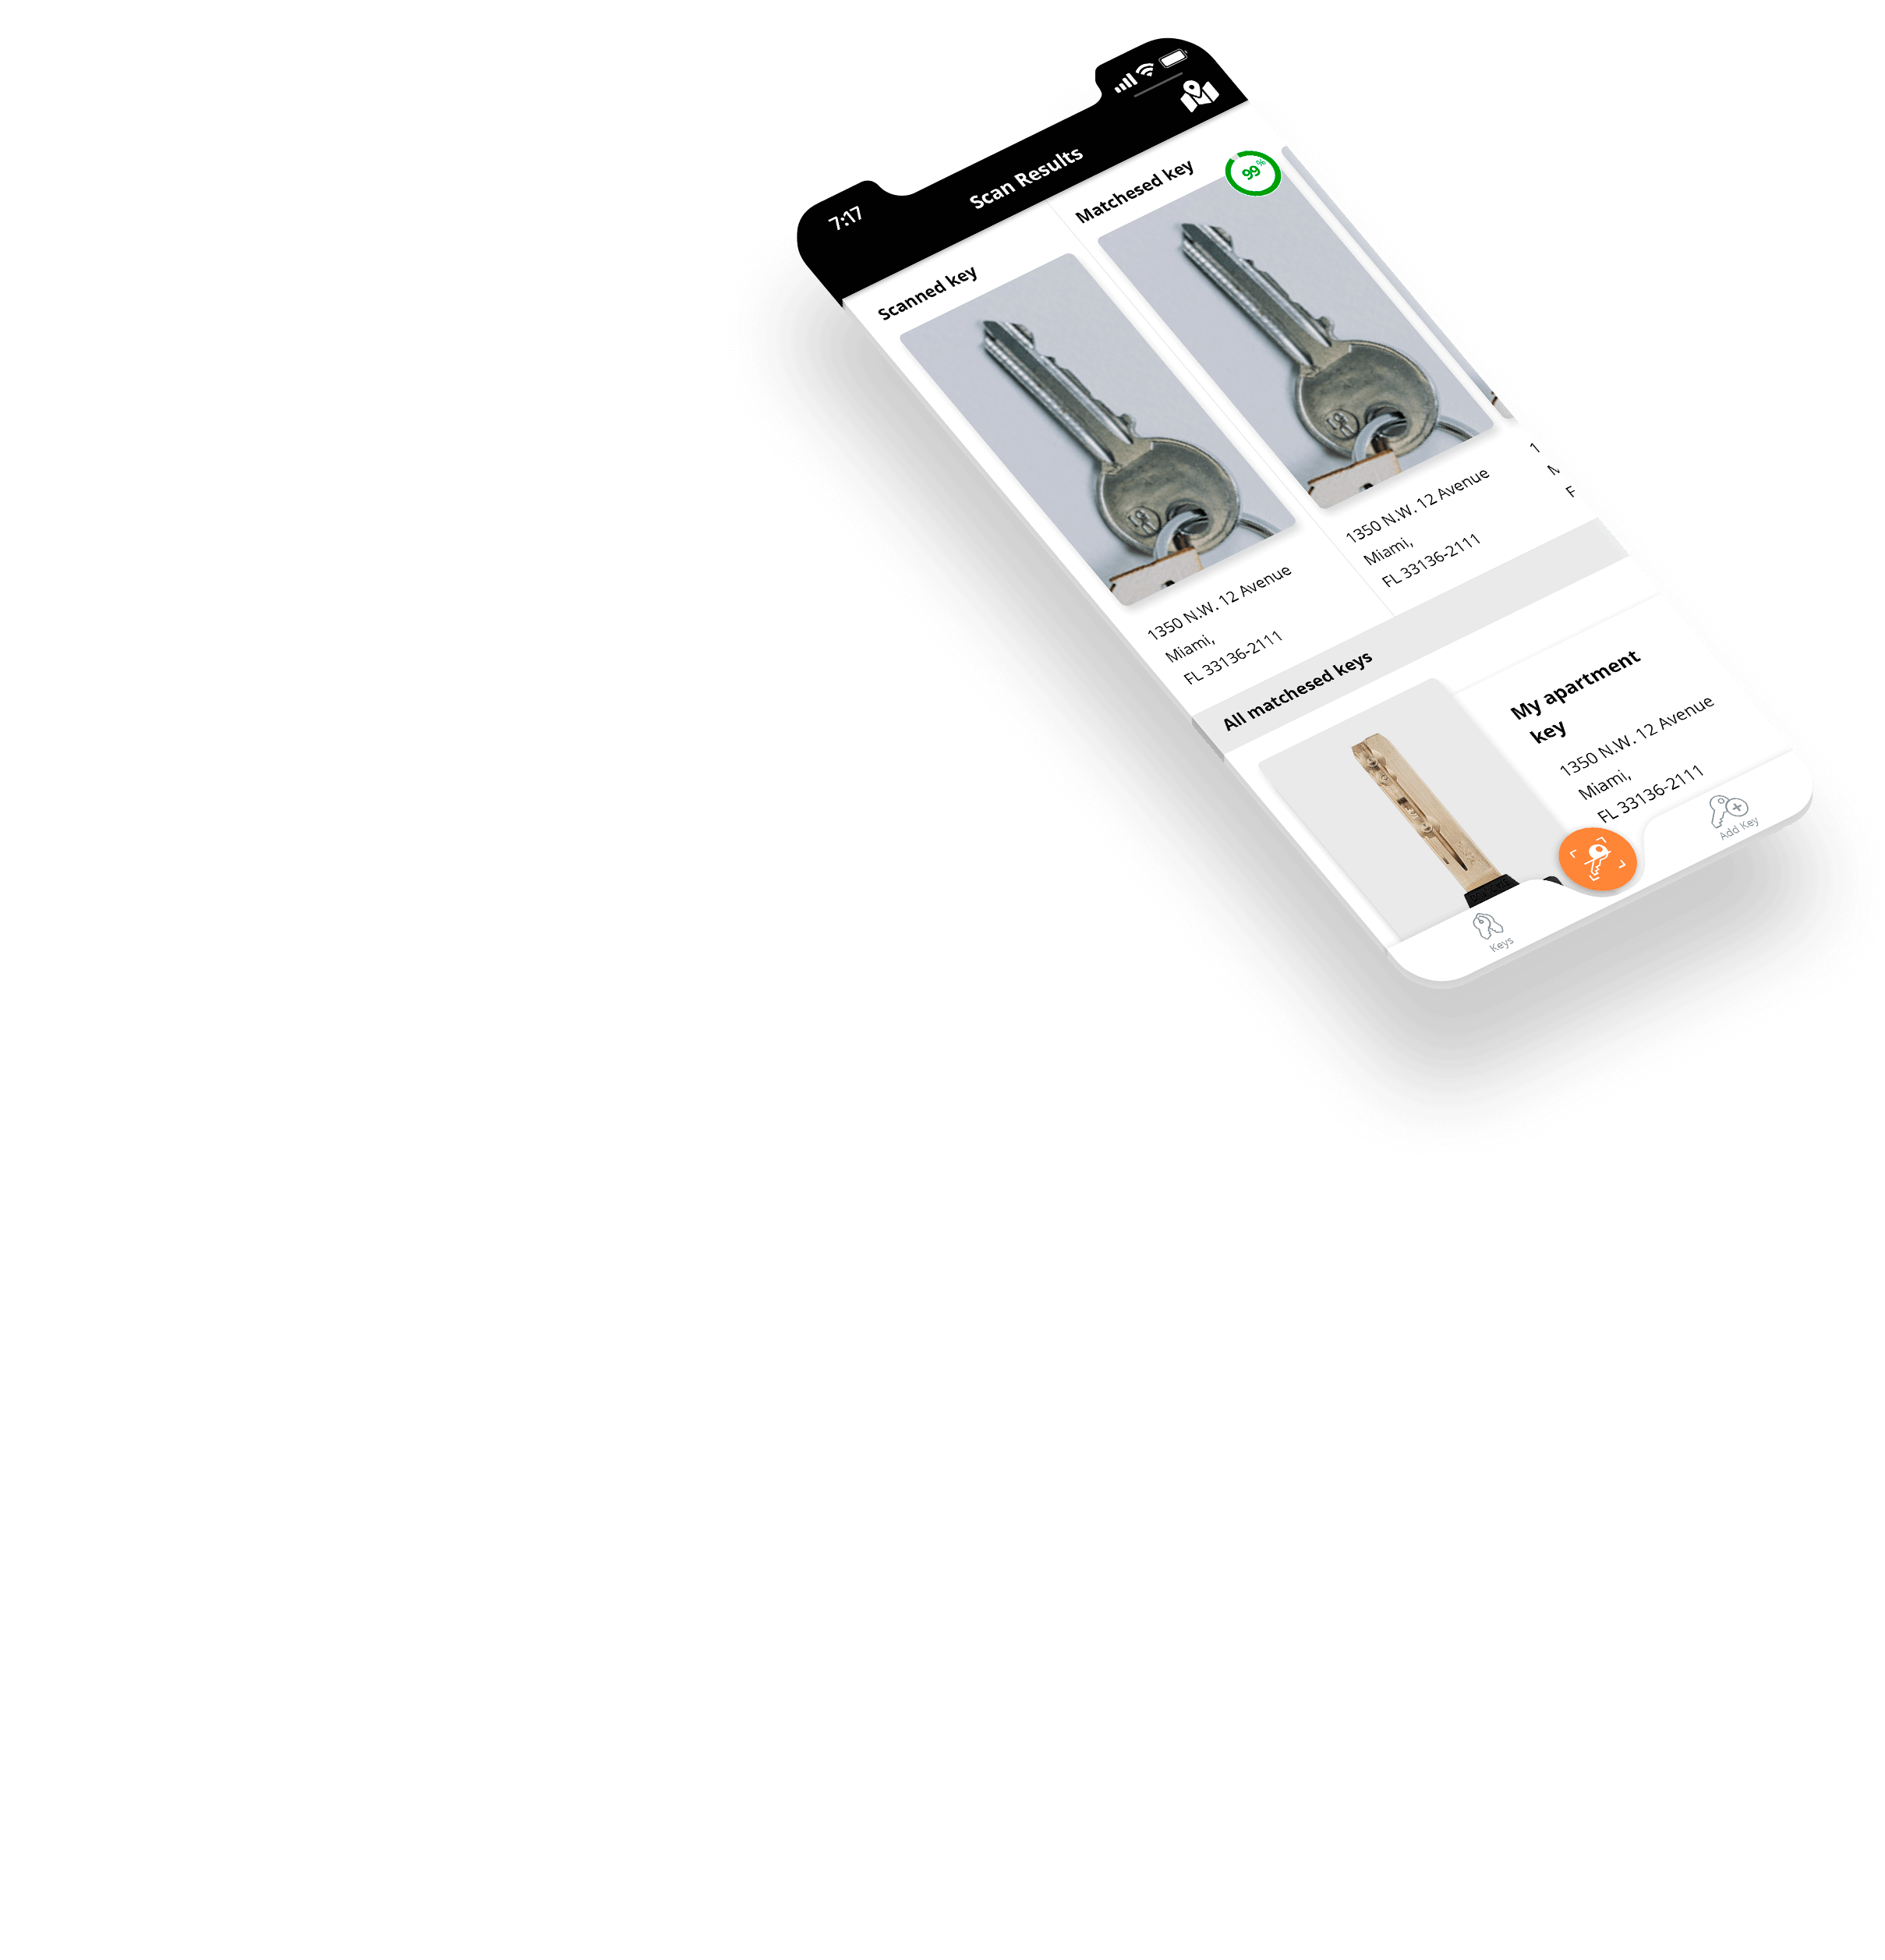 7:17
Scan Results
Scanned key
Matchesed key
99%
1350 N.W. 12 Avenue
Miami,
FL 33136-2111
1350 N.W. 12 Avenue
Miami,
FL 33136-2111
1
M
F
All matchesed keys
My apartment
key
1350 N.W. 12 Avenue
Miami,
FL 33136-2111
Keys
Add Key